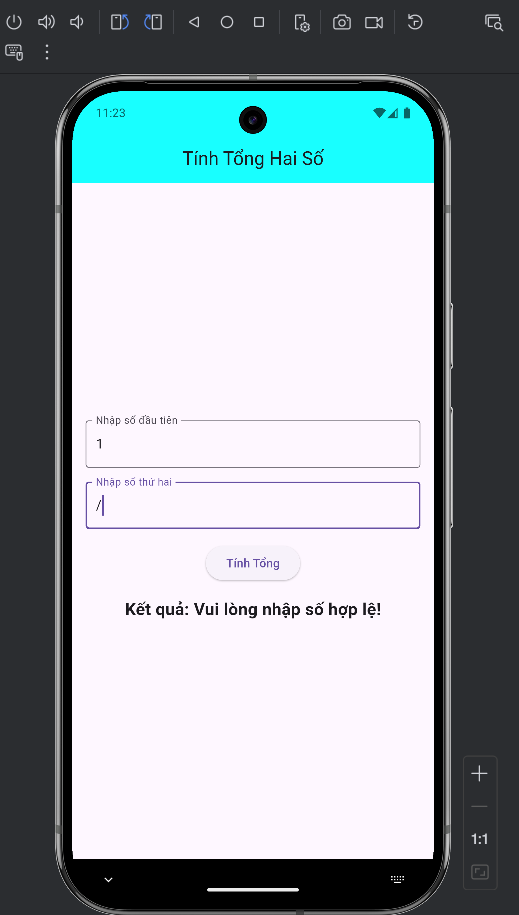 11:23
Tính Tổng Hai Số
Nhập số đầu tiên
1
Nhập số thứ hai
/
Tính Tổng
Kết quả: Vui lòng nhập số hợp lệ!
1:1